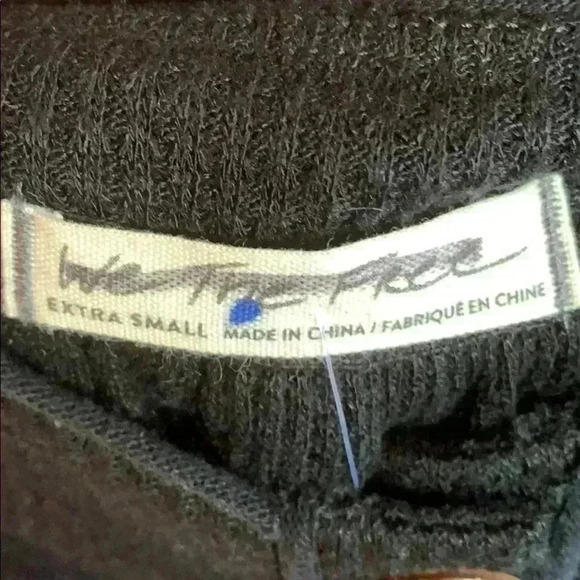 We The Free
EXTRA SMALL MADE IN CHINA / FABRIQUÉ EN CHINE